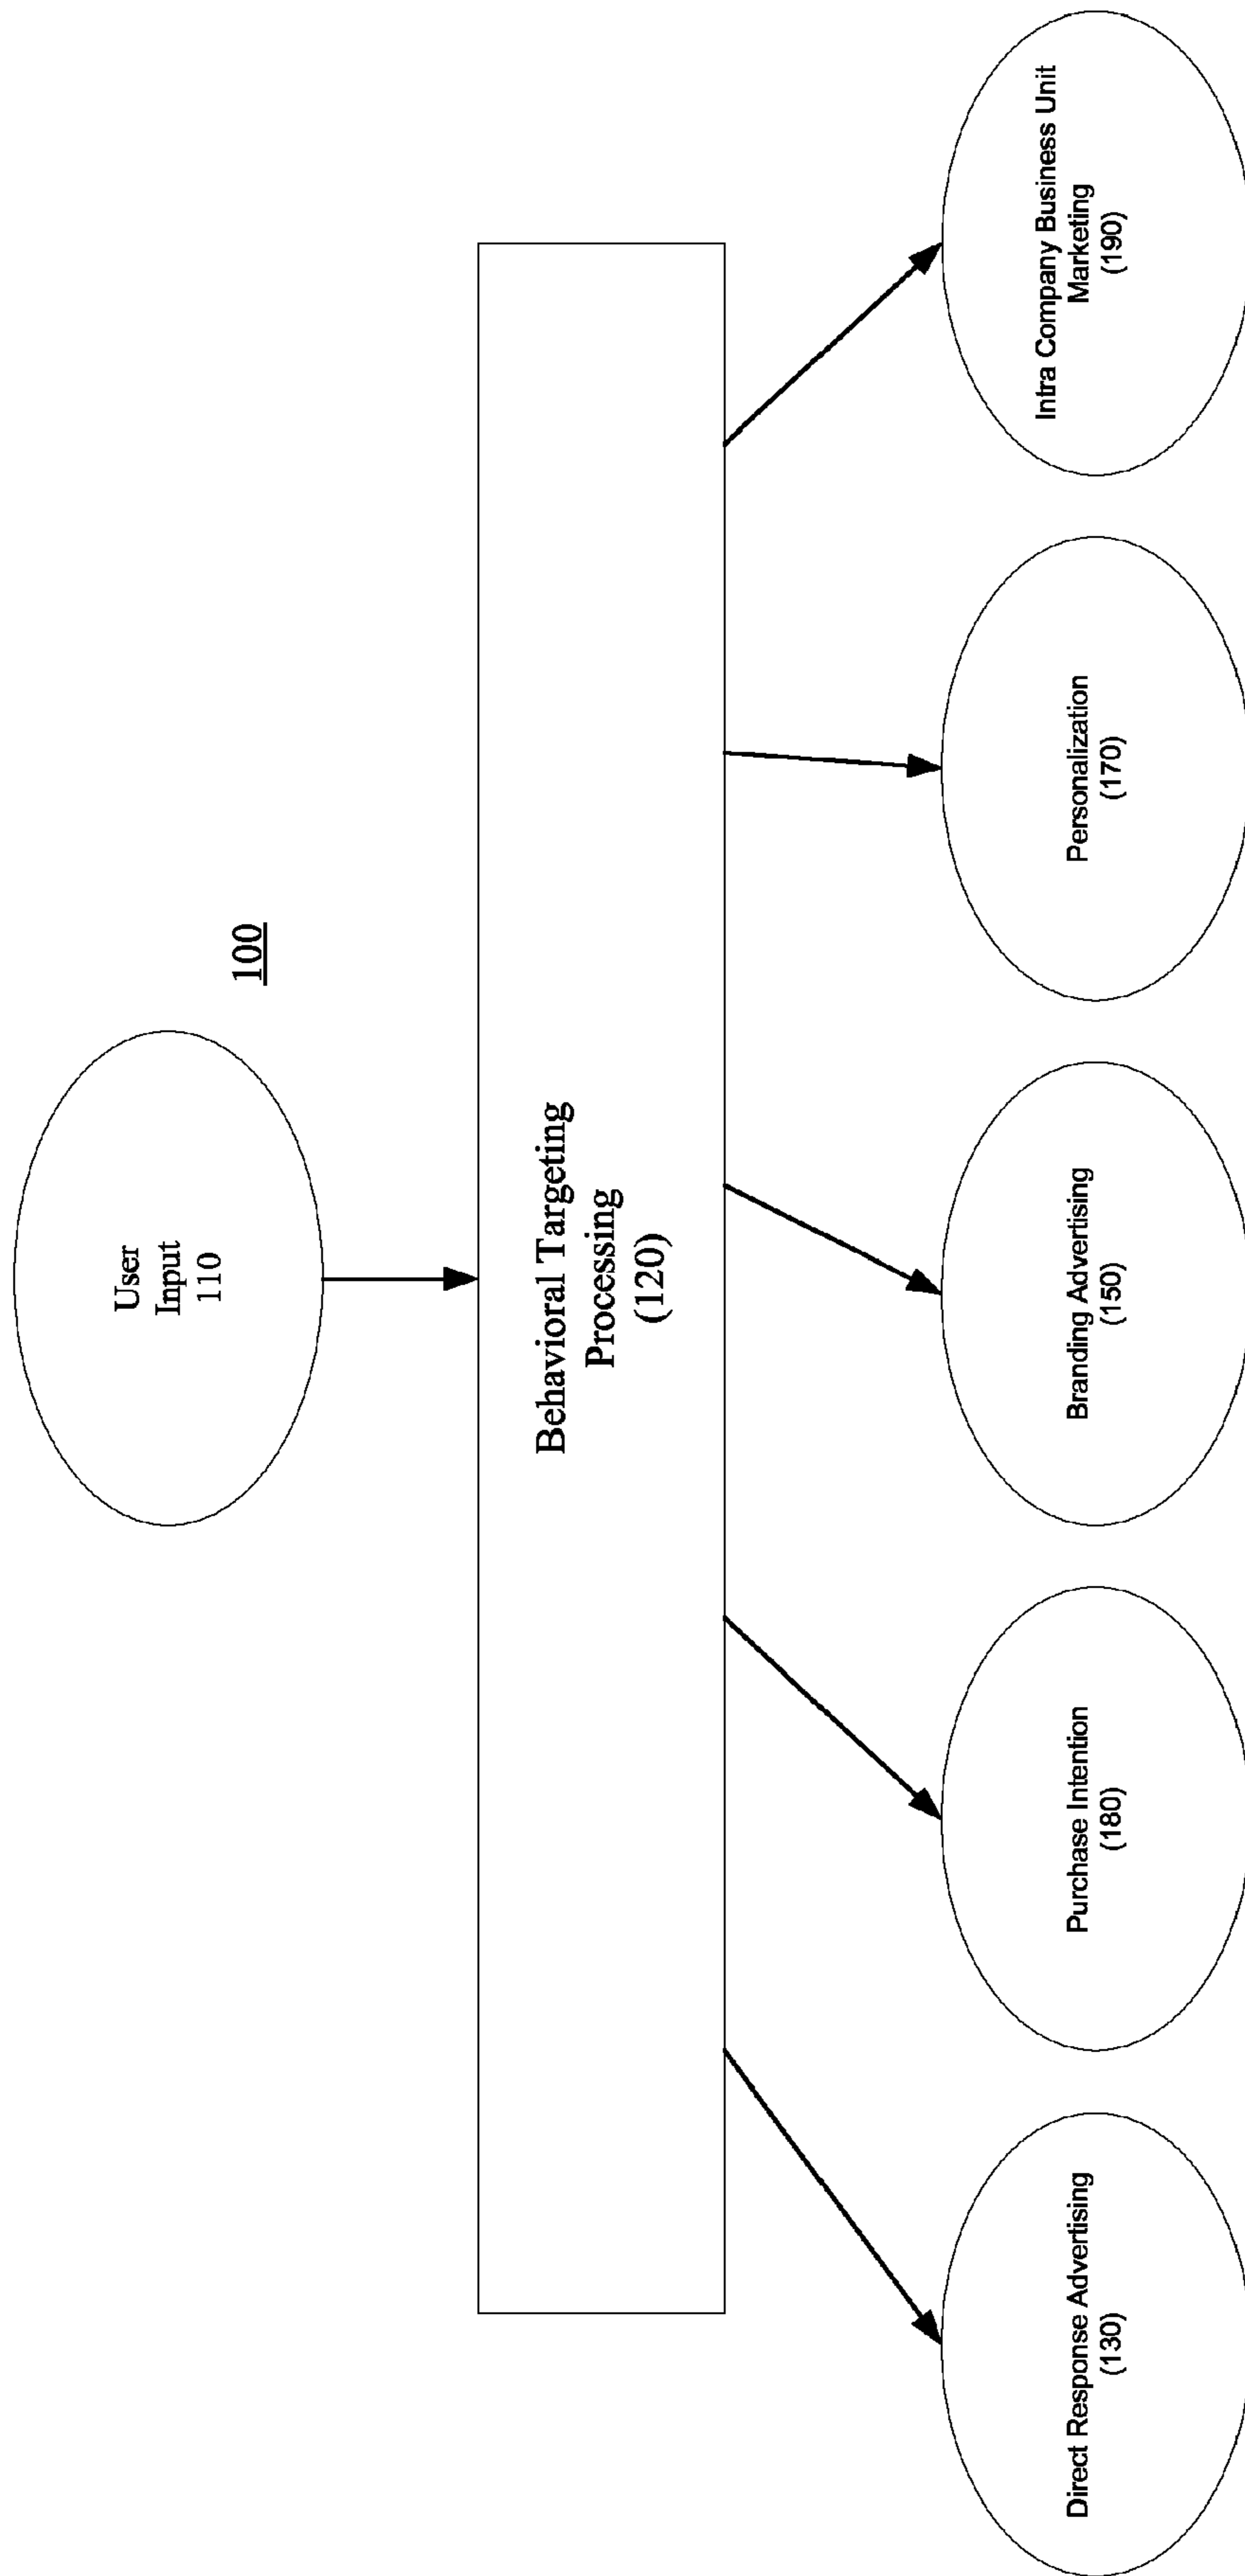 100
User
Input
110
Behavioral Targeting
Processing
(120)
Direct Response Advertising
(130)
Purchase Intention
(180)
Branding Advertising
(150)
Personalization
(170)
Intra Company Business Unit
Marketing
(190)